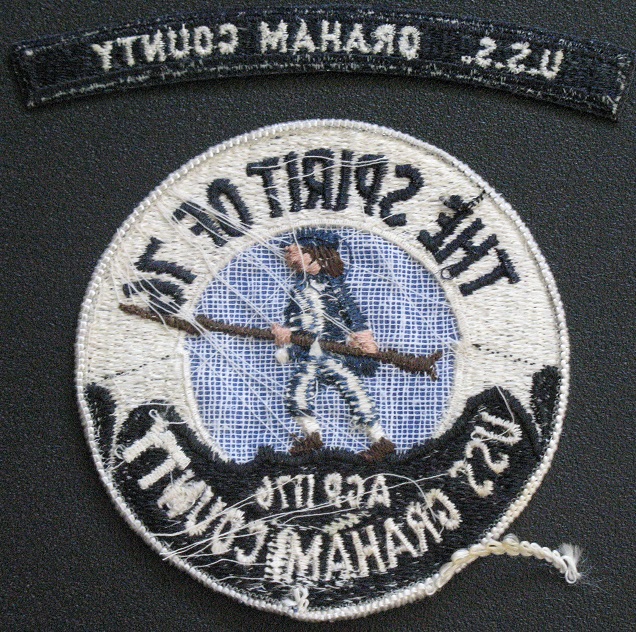 U.S.S. GRAHAM COUNTY
THE SPIRIT OF 76
AGP 1176
USS GRAHAM COUNTY